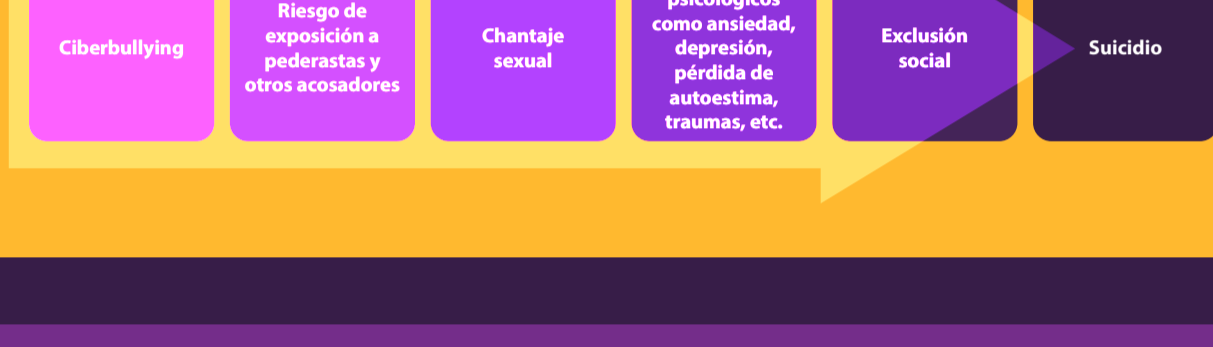 Ciberbullying
Riesgo de
exposición a
pederastas y
otros acosadores
Chantaje
sexual
psicológicos
como ansiedad,
depresión,
pérdida de
autoestima,
traumas, etc.
Exclusión
social
Suicidio